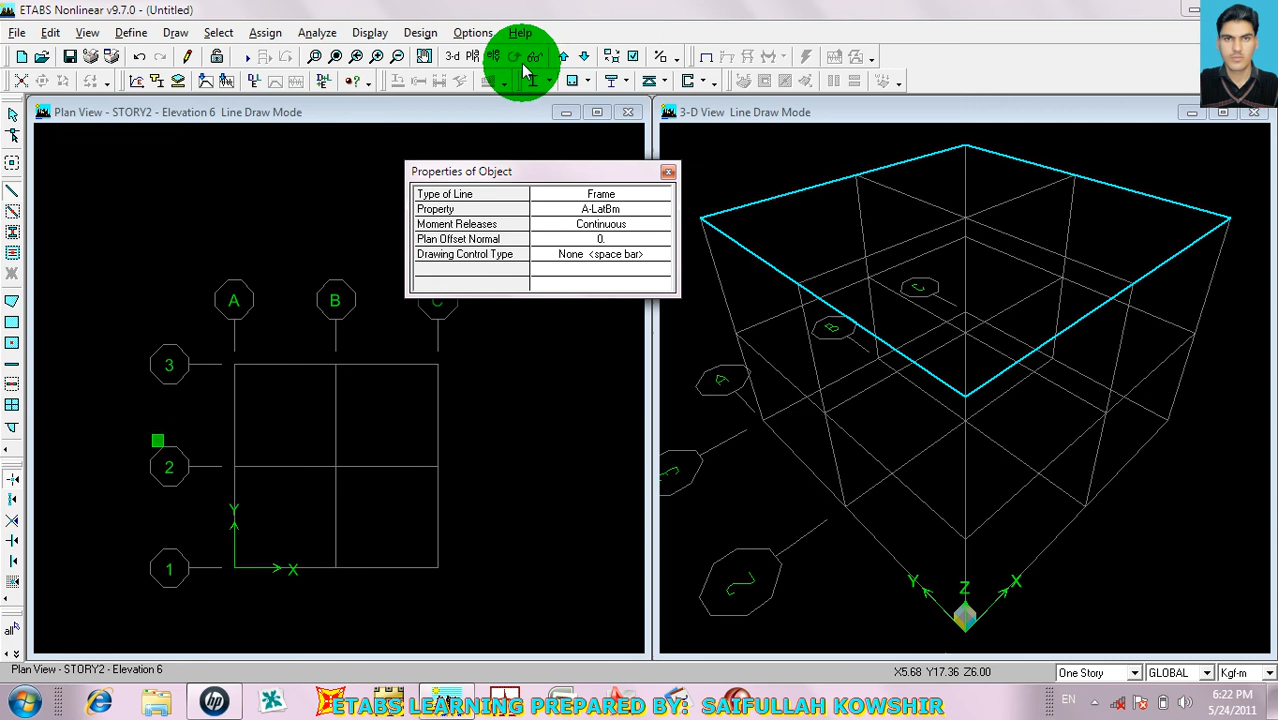 ETABS Nonlinear v9.7.0 - (Untitled)
File Edit View Define Draw Select Assign Analyze Display Design Options Help
3-d
Plan View - STORY2 - Elevation 6 Line Draw Mode
3-D View Line Draw Mode
Properties of Object
Type of Line Frame
Property A-LatBm
Moment Releases Continuous
Plan Offset Normal 0.
Drawing Control Type None <space bar>
A B C
3
2
1
Y
X
C
B
A
Y Z X
all
Plan View - STORY2 - Elevation 6
X5.68 Y17.36 Z6.00
One Story
GLOBAL
Kgf-m
EN
6:22 PM
5/24/2011
ETABS LEARNING PREPARED BY: SAIFULLAH KOWSHIR